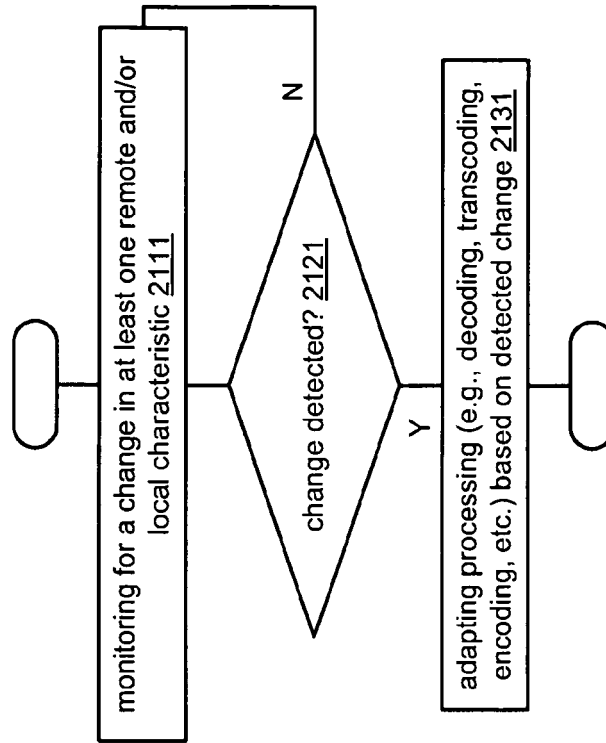 monitoring for a change in at least one remote and/or
local characteristic 2111
change detected? 2121
N
Y
adapting processing (e.g., decoding, transcoding,
encoding, etc.) based on detected change 2131